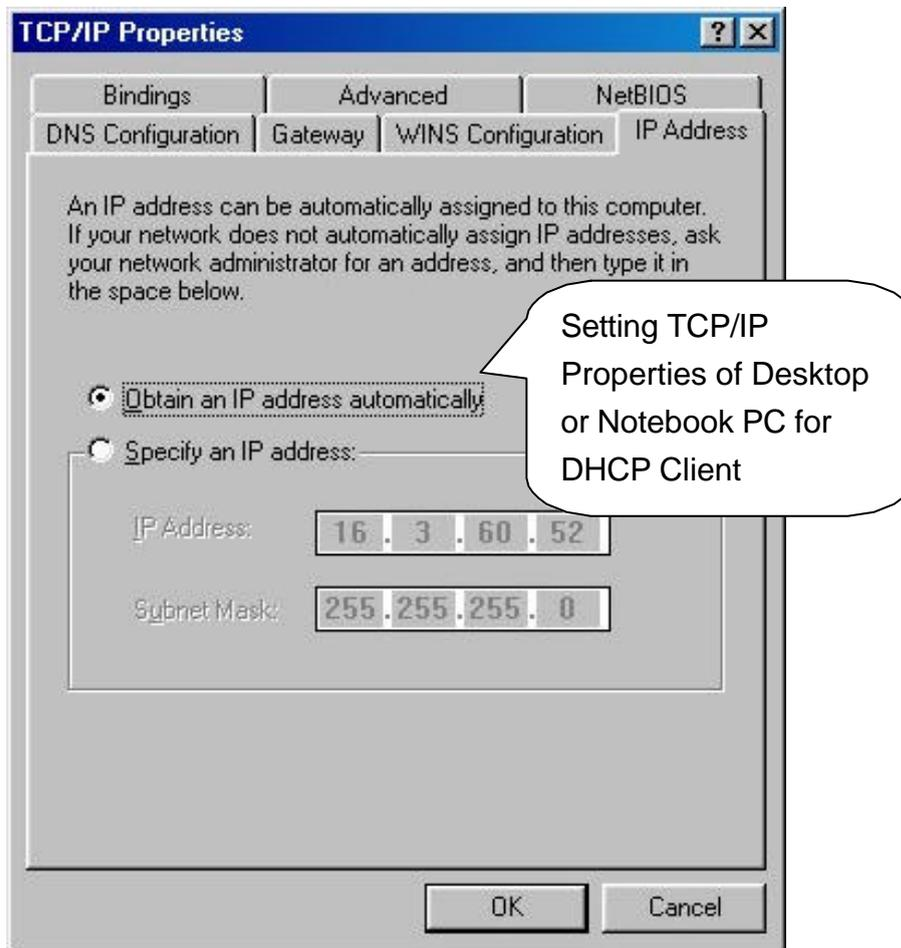 TCP/IP Properties
Bindings
Advanced
NetBIOS
DNS Configuration
Gateway
WINS Configuration
IP Address
An IP address can be automatically assigned to this computer.
If your network does not automatically assign IP addresses, ask
your network administrator for an address, and then type it in
the space below.
Setting TCP/IP
Properties of Desktop
or Notebook PC for
DHCP Client
Obtain an IP address automatically
Specify an IP address:
IP Address:
16 . 3 . 60 . 52
Subnet Mask:
255 . 255 . 255 . 0
OK
Cancel